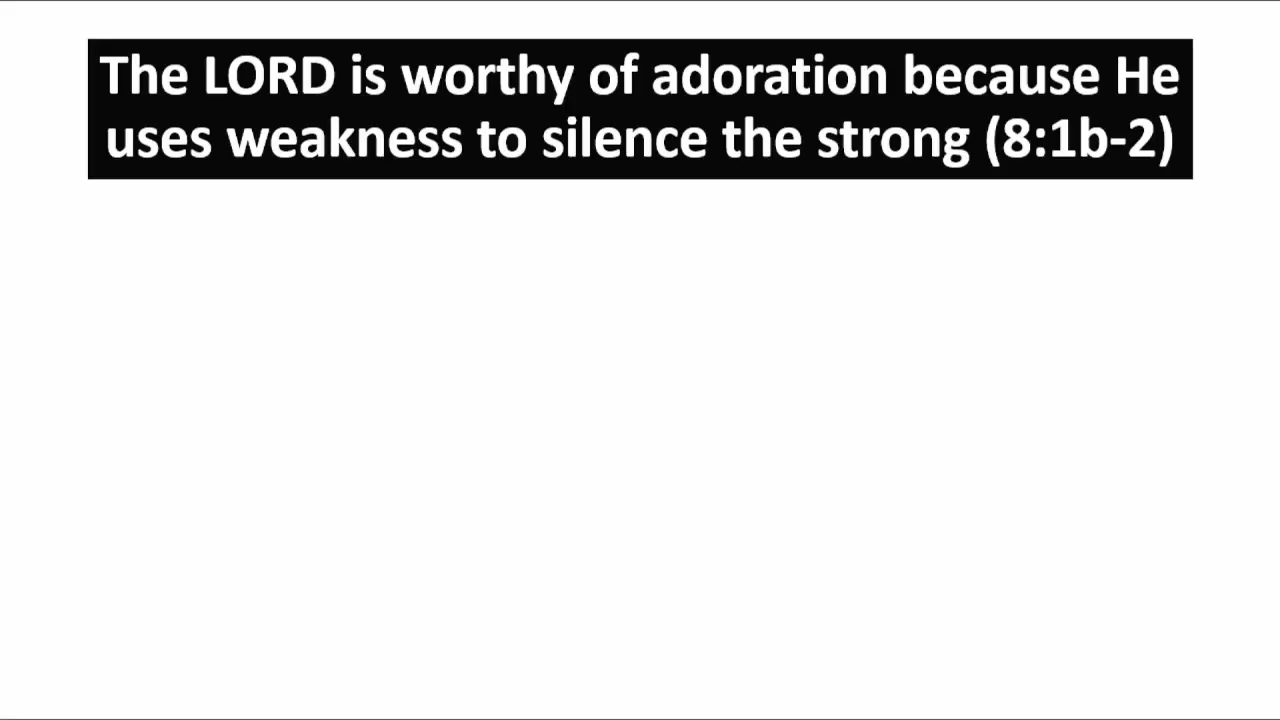 The LORD is worthy of adoration because He
uses weakness to silence the strong (8:1b-2)